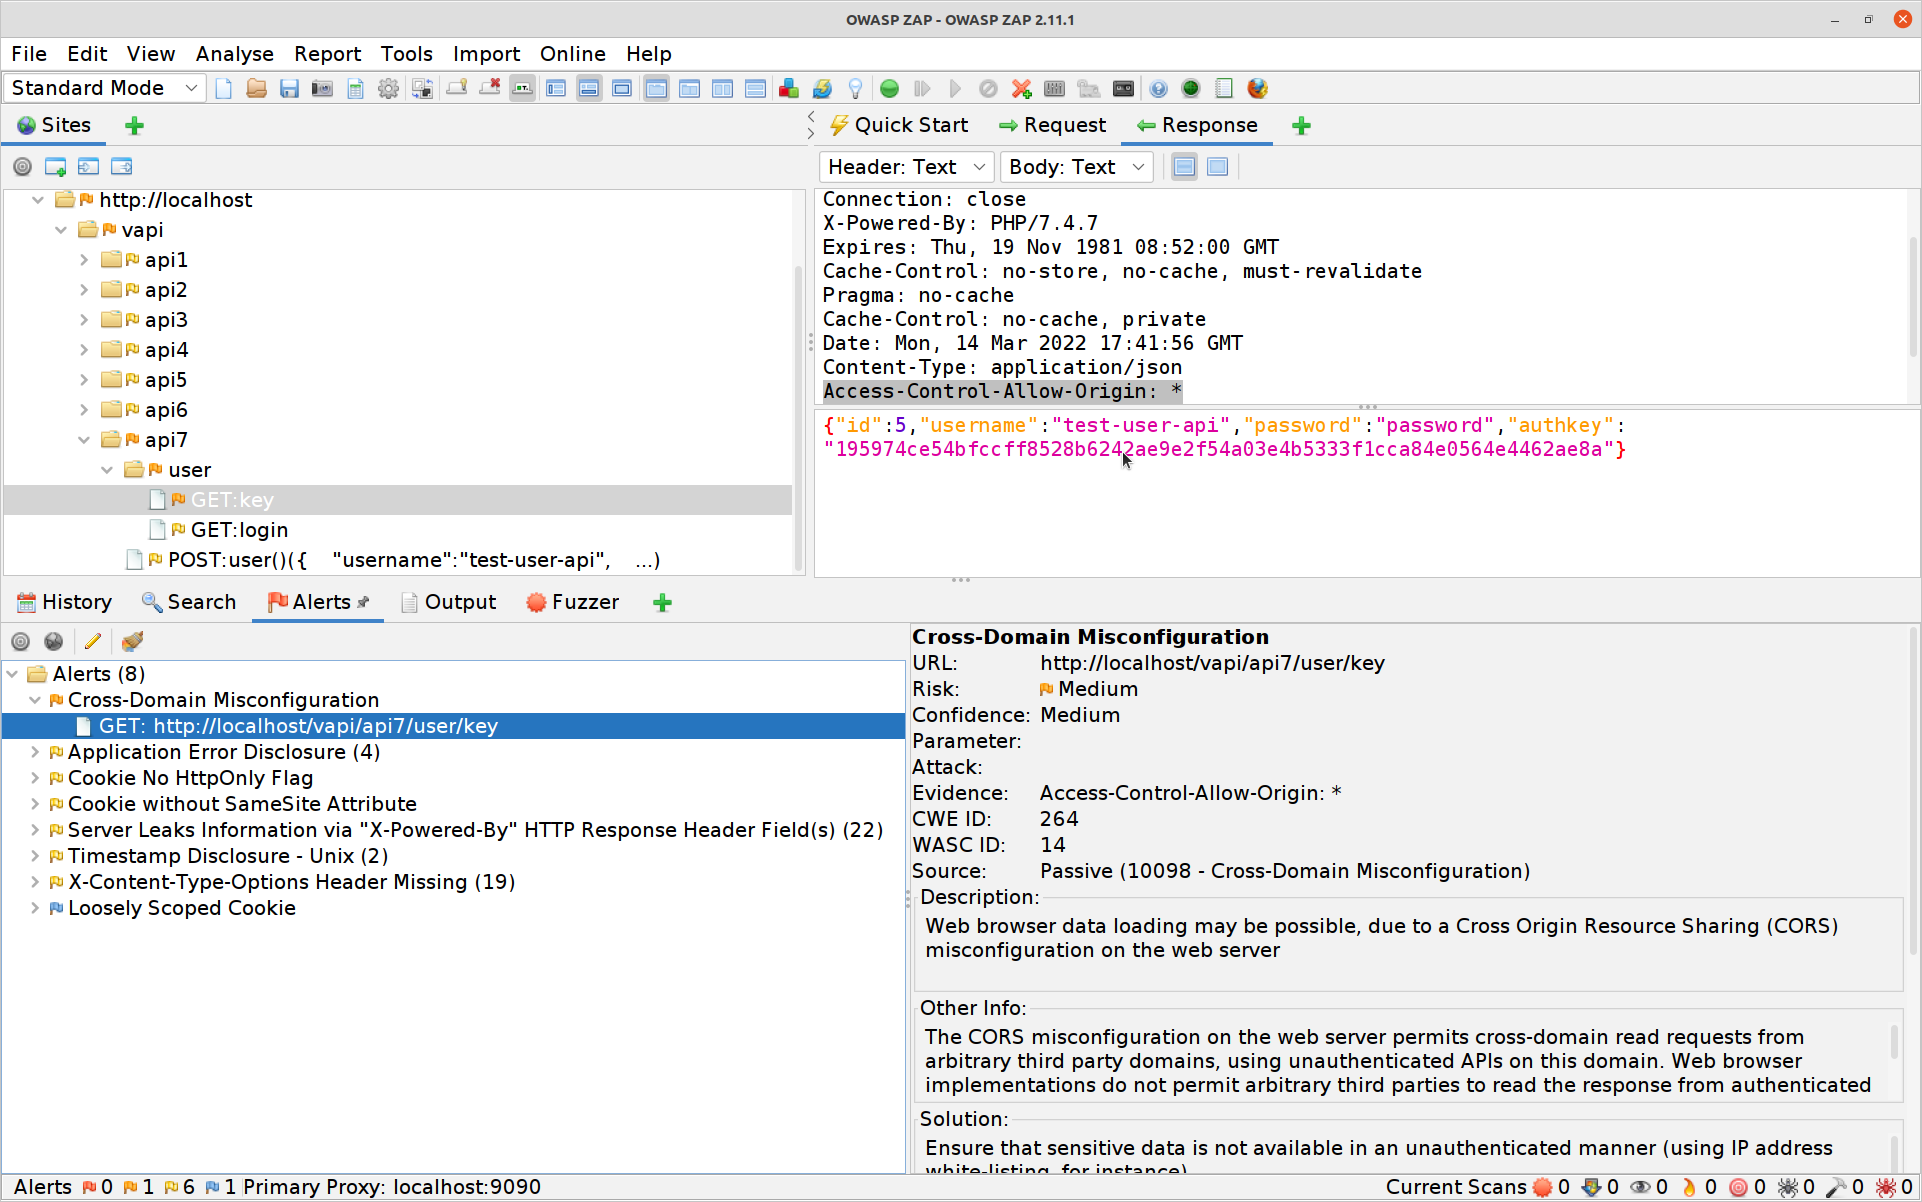 OWASP ZAP - OWASP ZAP 2.11.1
File Edit View Analyse Report Tools Import Online Help
Standard Mode
Sites
Quick Start Request Response
Header: Text Body: Text
http://localhost
vapi
api1
api2
api3
api4
api5
api6
api7
user
GET:key
GET:login
POST:user()({ "username":"test-user-api", ...)
Connection: close
X-Powered-By: PHP/7.4.7
Expires: Thu, 19 Nov 1981 08:52:00 GMT
Cache-Control: no-store, no-cache, must-revalidate
Pragma: no-cache
Cache-Control: no-cache, private
Date: Mon, 14 Mar 2022 17:41:56 GMT
Content-Type: application/json
Access-Control-Allow-Origin: *
{"id":5,"username":"test-user-api","password":"password","authkey":
"195974ce54bfccff8528b6242ae9e2f54a03e4b5333f1cca84e0564e4462ae8a"}
History Search Alerts Output Fuzzer
Alerts (8)
Cross-Domain Misconfiguration
GET: http://localhost/vapi/api7/user/key
Application Error Disclosure (4)
Cookie No HttpOnly Flag
Cookie without SameSite Attribute
Server Leaks Information via "X-Powered-By" HTTP Response Header Field(s) (22)
Timestamp Disclosure - Unix (2)
X-Content-Type-Options Header Missing (19)
Loosely Scoped Cookie
Cross-Domain Misconfiguration
URL: http://localhost/vapi/api7/user/key
Risk: Medium
Confidence: Medium
Parameter:
Attack:
Evidence: Access-Control-Allow-Origin: *
CWE ID: 264
WASC ID: 14
Source: Passive (10098 - Cross-Domain Misconfiguration)
Description:
Web browser data loading may be possible, due to a Cross Origin Resource Sharing (CORS)
misconfiguration on the web server
Other Info:
The CORS misconfiguration on the web server permits cross-domain read requests from
arbitrary third party domains, using unauthenticated APIs on this domain. Web browser
implementations do not permit arbitrary third parties to read the response from authenticated
Solution:
Ensure that sensitive data is not available in an unauthenticated manner (using IP address
white-listing, for instance)
Alerts 0 1 6 1 Primary Proxy: localhost:9090
Current Scans 0 0 0 0 0 0 0 0